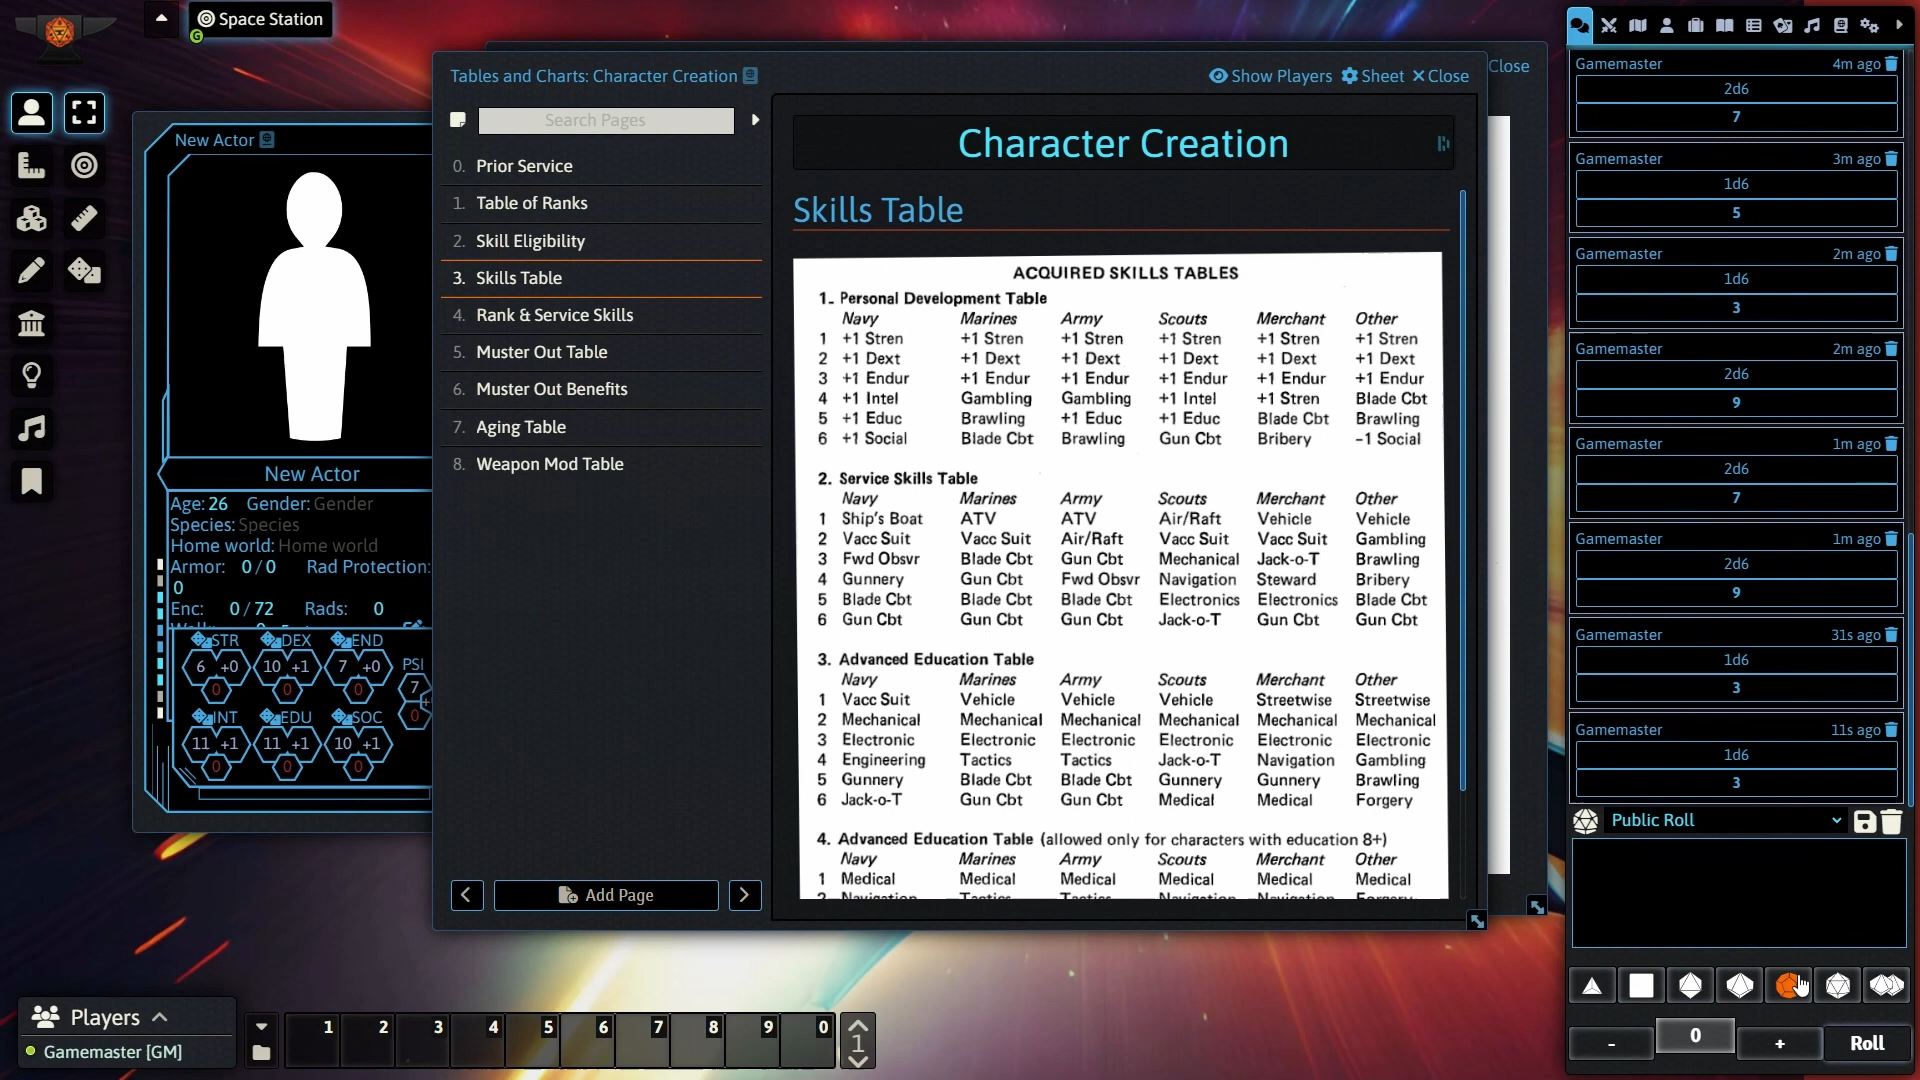 Space Station
G
Close
Tables and Charts: Character Creation
Show Players
Sheet
Close
Search Pages
0. Prior Service
1. Table of Ranks
2. Skill Eligibility
3. Skills Table
4. Rank & Service Skills
5. Muster Out Table
6. Muster Out Benefits
7. Aging Table
8. Weapon Mod Table
Add Page
Character Creation
Skills Table
ACQUIRED SKILLS TABLES
1. Personal Development Table
Navy Marines Army Scouts Merchant Other
1 +1 Stren +1 Stren +1 Stren +1 Stren +1 Stren +1 Stren
2 +1 Dext +1 Dext +1 Dext +1 Dext +1 Dext +1 Dext
3 +1 Endur +1 Endur +1 Endur +1 Endur +1 Endur +1 Endur
4 +1 Intel Gambling Gambling +1 Intel +1 Stren Blade Cbt
5 +1 Educ Brawling +1 Educ +1 Educ Blade Cbt Brawling
6 +1 Social Blade Cbt Brawling Gun Cbt Bribery −1 Social
2. Service Skills Table
Navy Marines Army Scouts Merchant Other
1 Ship's Boat ATV ATV Air/Raft Vehicle Vehicle
2 Vacc Suit Vacc Suit Air/Raft Vacc Suit Vacc Suit Gambling
3 Fwd Obsvr Blade Cbt Gun Cbt Mechanical Jack-o-T Brawling
4 Gunnery Gun Cbt Fwd Obsvr Navigation Steward Bribery
5 Blade Cbt Blade Cbt Blade Cbt Electronics Electronics Blade Cbt
6 Gun Cbt Gun Cbt Gun Cbt Jack-o-T Gun Cbt Gun Cbt
3. Advanced Education Table
Navy Marines Army Scouts Merchant Other
1 Vacc Suit Vehicle Vehicle Vehicle Streetwise Streetwise
2 Mechanical Mechanical Mechanical Mechanical Mechanical Mechanical
3 Electronic Electronic Electronic Electronic Electronic Electronic
4 Engineering Tactics Tactics Jack-o-T Navigation Gambling
5 Gunnery Blade Cbt Blade Cbt Gunnery Gunnery Brawling
6 Jack-o-T Gun Cbt Gun Cbt Medical Medical Forgery
4. Advanced Education Table (allowed only for characters with education 8+)
Navy Marines Army Scouts Merchant Other
1 Medical Medical Medical Medical Medical Medical
2 Navigation Tactics Tactics Navigation Navigation Forgery
New Actor
New Actor
Age: 26 Gender: Gender
Species: Species
Home world: Home world
Armor: 0 / 0 Rad Protection:
0
Enc: 0 / 72 Rads: 0
STR DEX END
6 +0 10 +1 7 +0
0 0 0
PSI
7
0
INT EDU SOC
11 +1 11 +1 10 +1
0 0 0
Gamemaster 4m ago
2d6
7
Gamemaster 3m ago
1d6
5
Gamemaster 2m ago
1d6
3
Gamemaster 2m ago
2d6
9
Gamemaster 1m ago
2d6
7
Gamemaster 1m ago
2d6
9
Gamemaster 31s ago
1d6
3
Gamemaster 11s ago
1d6
3
Public Roll
- 0 + Roll
Players
Gamemaster [GM]
1 2 3 4 5 6 7 8 9 0
1